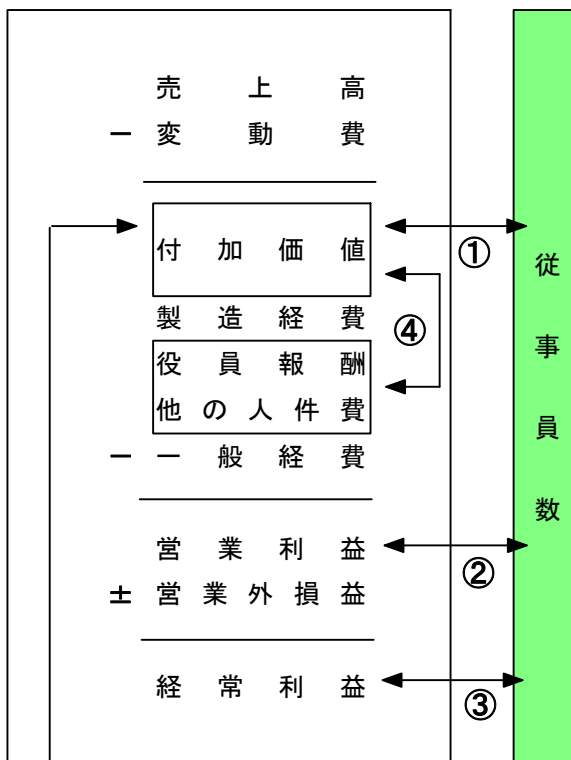 売上高
－変動費
付加価値
製造経費
役員報酬
他の人件費
－一般経費
営業利益
±営業外損益
経常利益
①
④
②
③
従事員数